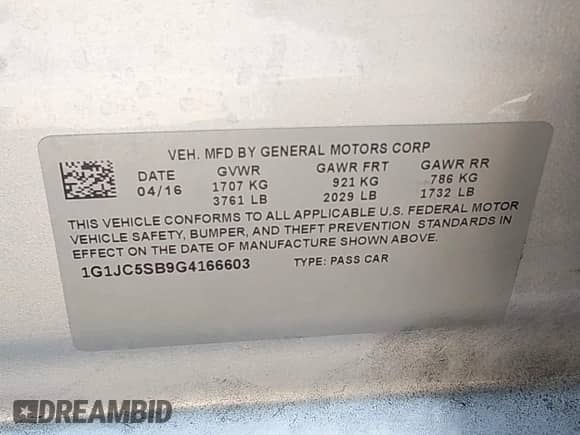 VEH. MFD BY GENERAL MOTORS CORP
DATE GVWR GAWR FRT GAWR RR
04/16 1707 KG 921 KG 786 KG
3761 LB 2029 LB 1732 LB
THIS VEHICLE CONFORMS TO ALL APPLICABLE U.S. FEDERAL MOTOR
VEHICLE SAFETY, BUMPER, AND THEFT PREVENTION STANDARDS IN
EFFECT ON THE DATE OF MANUFACTURE SHOWN ABOVE.
1G1JC5SB9G4166603 TYPE: PASS CAR
DREAMBID